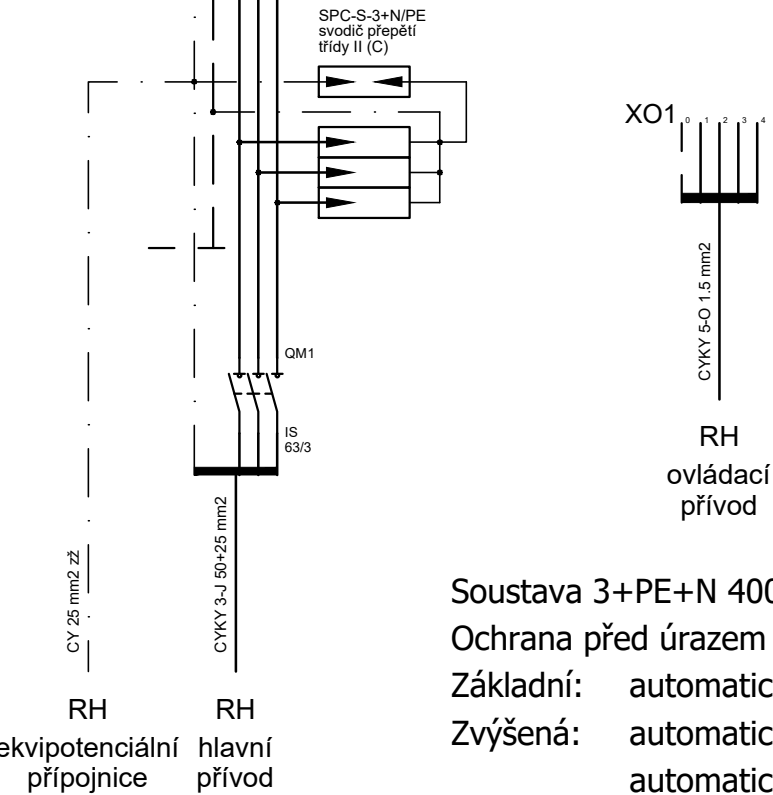 SPC-S-3+N/PE
svodič přepětí
třídy II (C)
XO1
0 1 2 3 4
CYKY 5-O 1.5 mm2
QM1
IS
63/3
RH
ovládací
přívod
CY 25 mm2 zž
CYKY 3-J 50+25 mm2
RH
ekvipotenciální
přípojnice
RH
hlavní
přívod
Soustava 3+PE+N 400
Ochrana před úrazem
Základní: automatic
Zvýšená: automatic
automatic